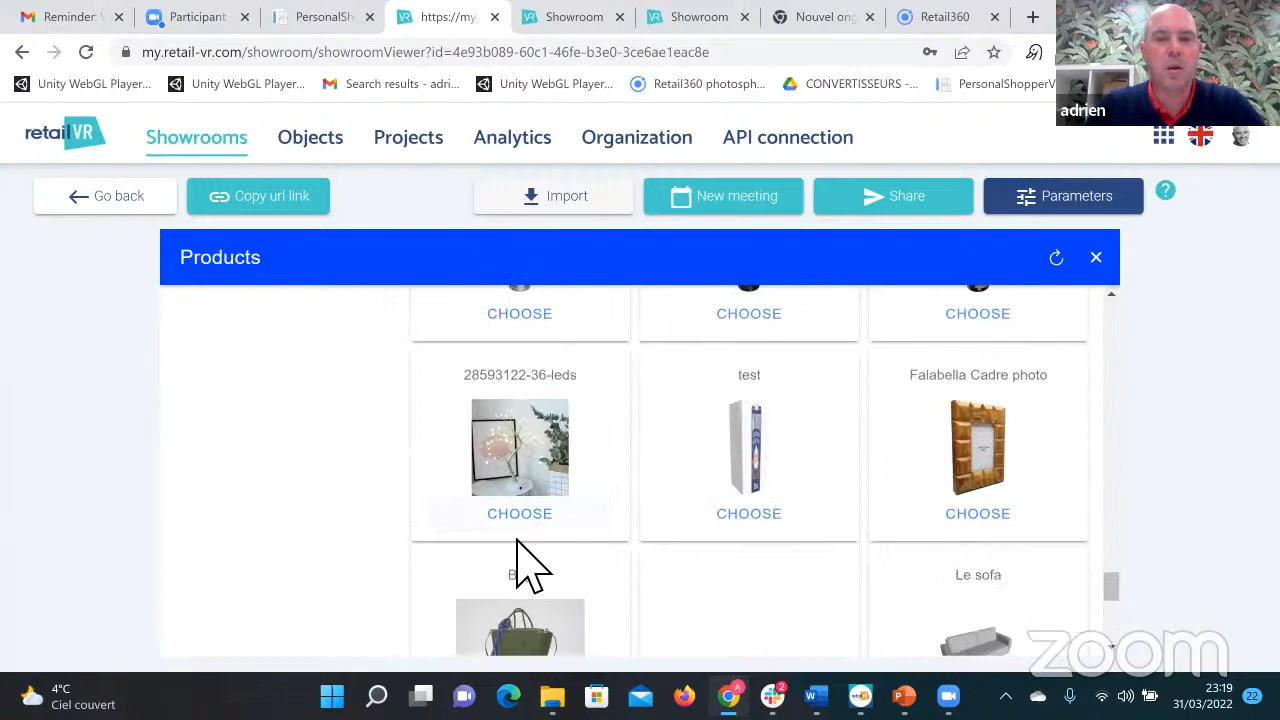 Minerva:
Participant
PersonalSh
https://my
Showroom
Showroom
Nouvel ong
Retail360
my.retail-vr.com/showroom/showroomViewer?id=4e93b089-60c1-46fe-b3e0-3ce6ae1eac8e
Unity WebGL Player...
Unity WebGL Player...
Search results - adri...
Unity WebGL Player...
Retail360 photosph...
CONVERTISSEURS -...
PersonalShopperV
adrien
retail VR
Showrooms
Objects
Projects
Analytics
Organization
API connection
Go back
Copy url link
Import
New meeting
Share
Parameters
?
Products
CHOOSE
CHOOSE
CHOOSE
28593122-36-leds
test
Falabella Cadre photo
CHOOSE
CHOOSE
CHOOSE
Le sofa
zoom
4°C
Ciel couvert
23:19
31/03/2022
22